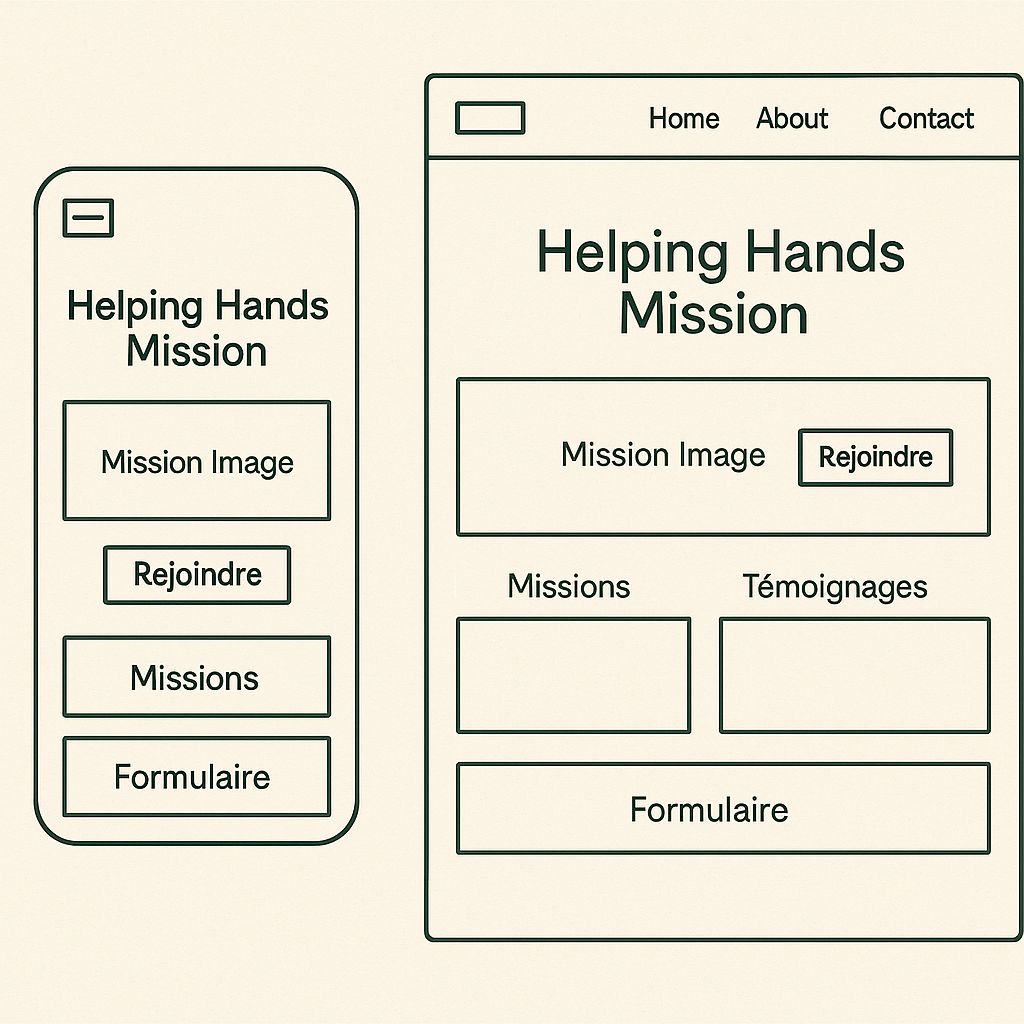 Helping Hands
Mission
Mission Image
Rejoindre
Missions
Formulaire
Home About Contact
Helping Hands
Mission
Mission Image Rejoindre
Missions Témoignages
Formulaire